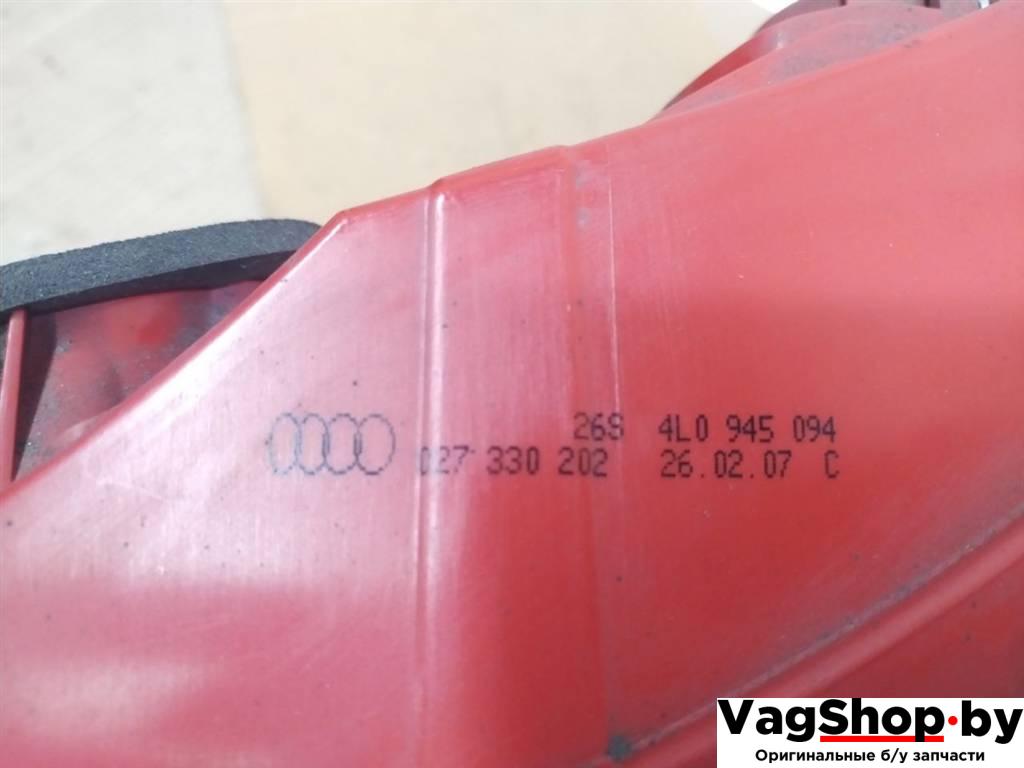 26S 4L0 945 094
027 330 202 26.02.07 C
VagShop.by
Оригинальные б/у запчасти